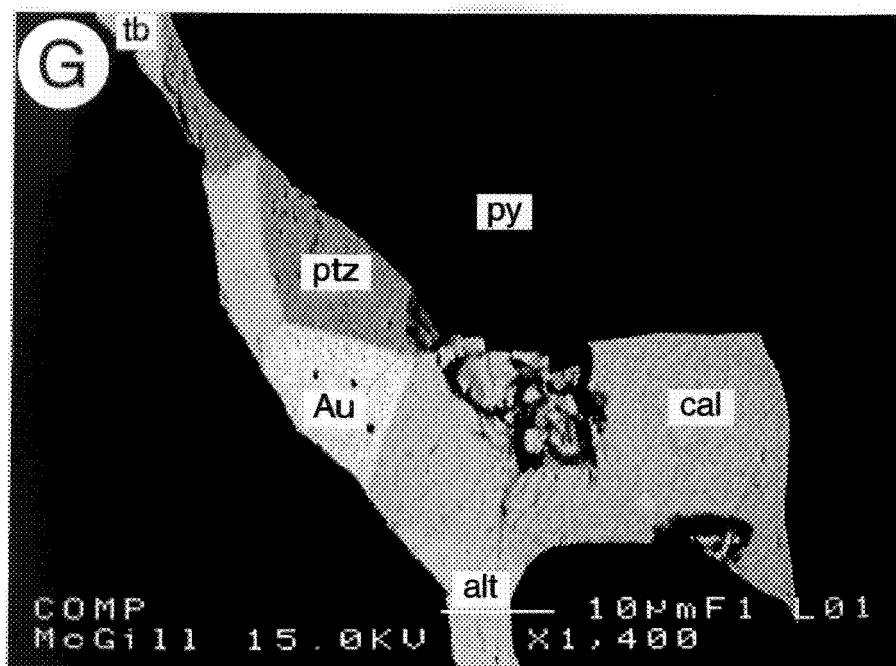 G
tb
py
ptz
Au
cal
alt
COMP 10μmF1 L01
McGill 15.0KV X1,400